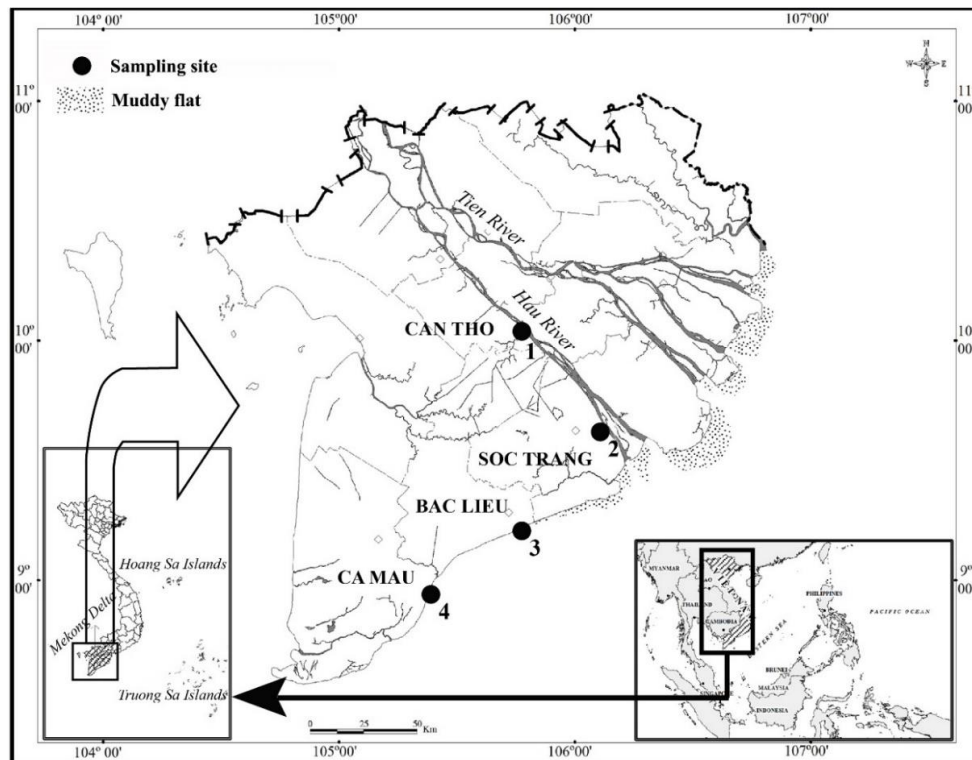 104° 00'
105° 00'
106° 00'
107° 00'
Sampling site
Muddy flat
N
W
E
S
11° 00'
11° 00'
Tien River
Hau River
10° 00'
10° 00'
CAN THO
1
2
SOC TRANG
BAC LIEU
3
CA MAU
4
9° 00'
9° 00'
Hoang Sa Islands
Mekong Delta
Truong Sa Islands
MYANMAR
THAILAND
CAMBODIA
PHILIPPINES
PACIFIC OCEAN
BRUNEI
MALAYSIA
INDONESIA
0 25 50
Km
104° 00'
105° 00'
106° 00'
107° 00'